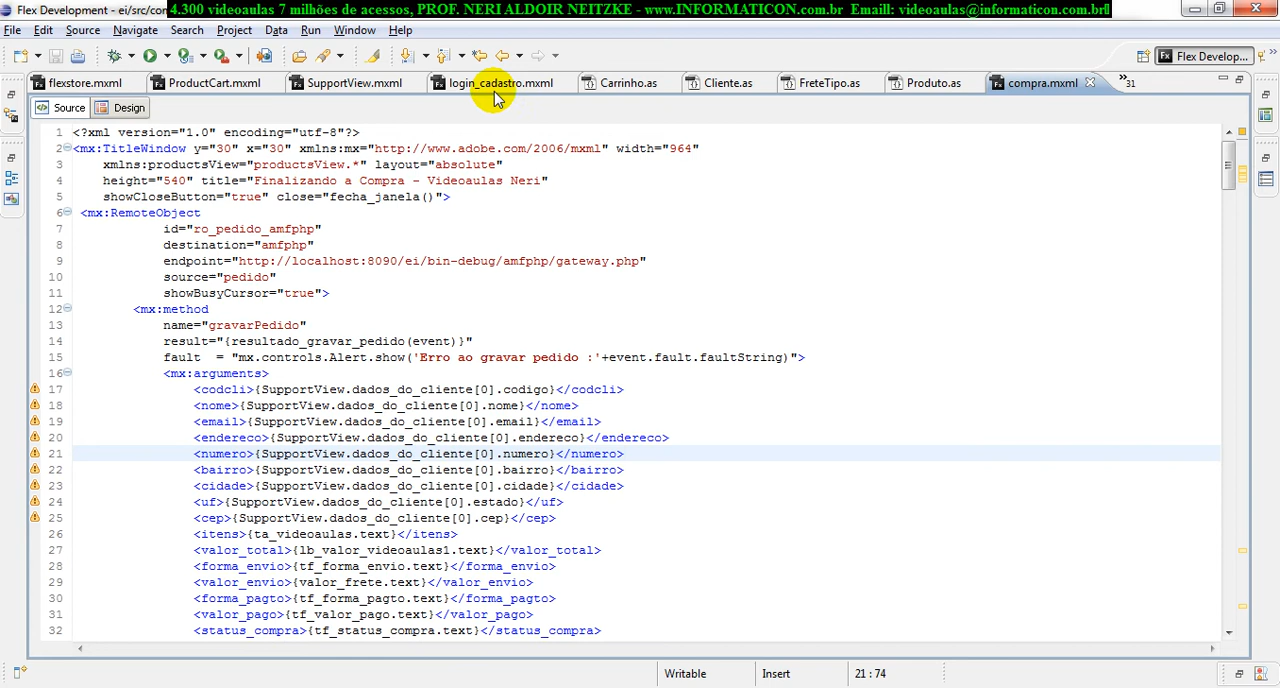 Flex Development - ei/src/con
4.300 videoaulas 7 milhões de acessos, PROF. NERI ALDOIR NEITZKE - www.INFORMATICON.com.br Emaill: videoaulas@informaticon.com.br
File Edit Source Navigate Search Project Data Run Window Help
Flex Develop...
flexstore.mxml ProductCart.mxml SupportView.mxml login_cadastro.mxml Carrinho.as Cliente.as FreteTipo.as Produto.as compra.mxml 31
Source Design
1 <?xml version="1.0" encoding="utf-8"?>
2 <mx:TitleWindow y="30" x="30" xmlns:mx="http://www.adobe.com/2006/mxml" width="964"
3 xmlns:productsView="productsView.*" layout="absolute"
4 height="540" title="Finalizando a Compra - Videoaulas Neri"
5 showCloseButton="true" close="fecha_janela()">
6 <mx:RemoteObject
7 id="ro_pedido_amfphp"
8 destination="amfphp"
9 endpoint="http://localhost:8090/ei/bin-debug/amfphp/gateway.php"
10 source="pedido"
11 showBusyCursor="true">
12 <mx:method
13 name="gravarPedido"
14 result="{resultado_gravar_pedido(event)}"
15 fault  = "mx.controls.Alert.show('Erro ao gravar pedido :'+event.fault.faultString)">
16 <mx:arguments>
17 <codcli>{SupportView.dados_do_cliente[0].codigo}</codcli>
18 <nome>{SupportView.dados_do_cliente[0].nome}</nome>
19 <email>{SupportView.dados_do_cliente[0].email}</email>
20 <endereco>{SupportView.dados_do_cliente[0].endereco}</endereco>
21 <numero>{SupportView.dados_do_cliente[0].numero}</numero>
22 <bairro>{SupportView.dados_do_cliente[0].bairro}</bairro>
23 <cidade>{SupportView.dados_do_cliente[0].cidade}</cidade>
24 <uf>{SupportView.dados_do_cliente[0].estado}</uf>
25 <cep>{SupportView.dados_do_cliente[0].cep}</cep>
26 <itens>{ta_videoaulas.text}</itens>
27 <valor_total>{lb_valor_videoaulas1.text}</valor_total>
28 <forma_envio>{tf_forma_envio.text}</forma_envio>
29 <valor_envio>{valor_frete.text}</valor_envio>
30 <forma_pagto>{tf_forma_pagto.text}</forma_pagto>
31 <valor_pago>{tf_valor_pago.text}</valor_pago>
32 <status_compra>{tf_status_compra.text}</status_compra>
Writable Insert 21 : 74